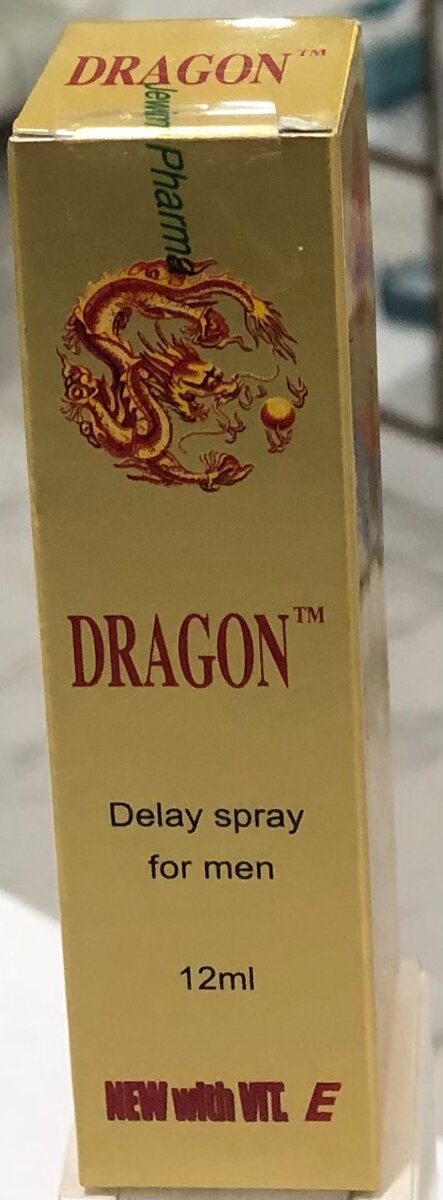 DRAGON™
Pharma
DRAGON™
Delay spray
for men
12ml
NEW with VIT. E